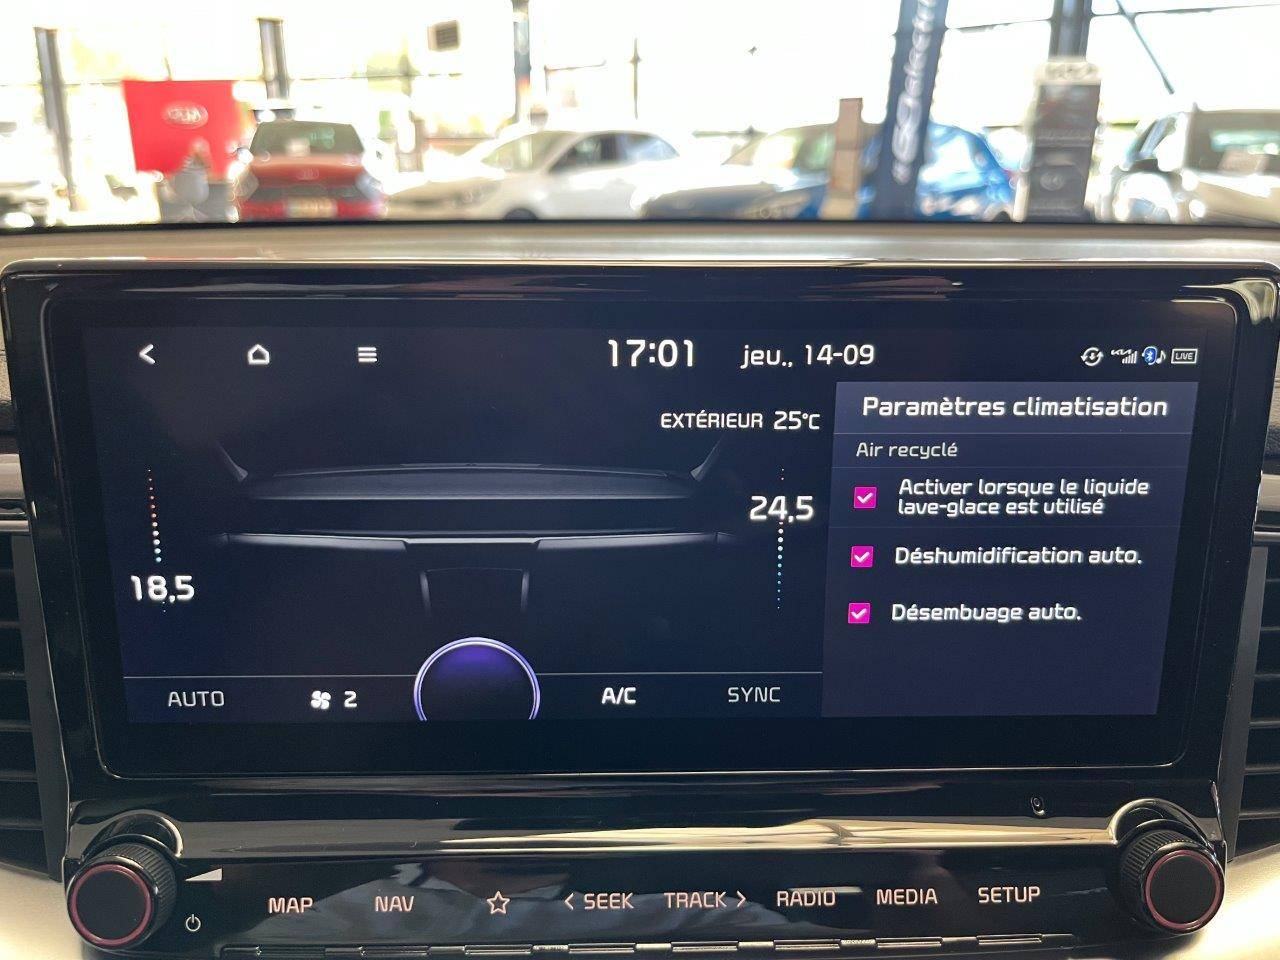 KIA
17:01 jeu., 14-09
LIVE
EXTÉRIEUR 25°C
Paramètres climatisation
Air recyclé
Activer lorsque le liquide
lave-glace est utilisé
Déshumidification auto.
Désembuage auto.
18,5
24,5
AUTO 2 A/C SYNC
MAP NAV < SEEK TRACK > RADIO MEDIA SETUP